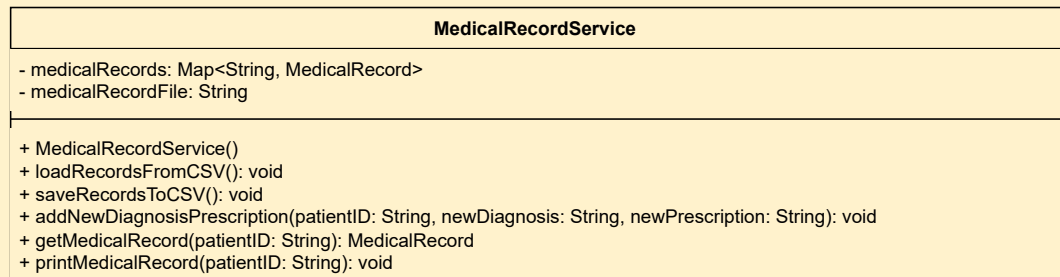 MedicalRecordService
- medicalRecords: Map<String, MedicalRecord>
- medicalRecordFile: String
+ MedicalRecordService()
+ loadRecordsFromCSV(): void
+ saveRecordsToCSV(): void
+ addNewDiagnosisPrescription(patientID: String, newDiagnosis: String, newPrescription: String): void
+ getMedicalRecord(patientID: String): MedicalRecord
+ printMedicalRecord(patientID: String): void